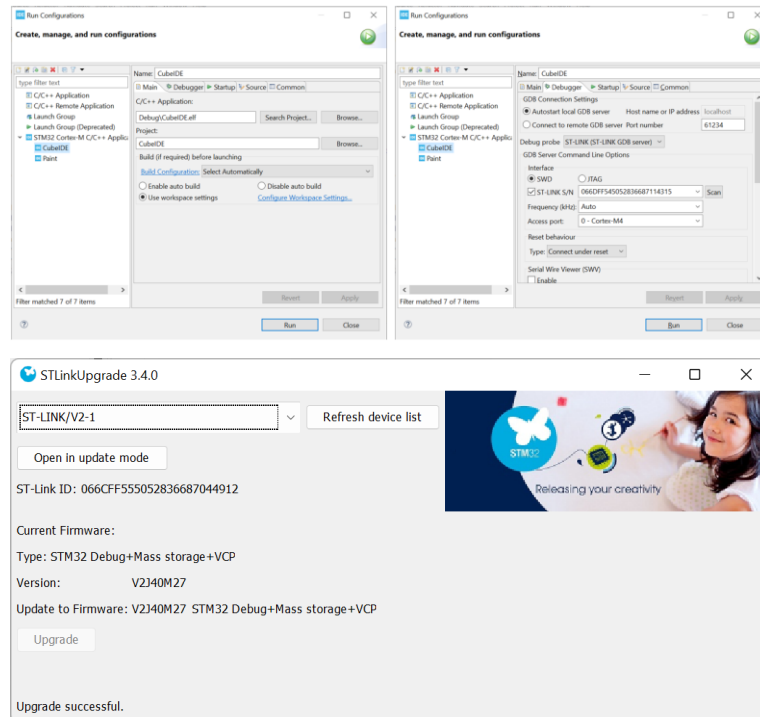 Run Configurations
Create, manage, and run configurations
type filter text
C/C++ Application
C/C++ Remote Application
Launch Group
Launch Group (Deprecated)
STM32 Cortex-M C/C++ Applic
CubeIDE
Paint
Filter matched 7 of 7 items
Name: CubeIDE
Main Debugger Startup Source Common
C/C++ Application:
Debug\CubeIDE.elf Search Project... Browse...
Project:
CubeIDE Browse...
Build (if required) before launching
Build Configuration: Select Automatically
Enable auto build Disable auto build
Use workspace settings Configure Workspace Settings...
Revert Apply
Run Close
Run Configurations
Create, manage, and run configurations
type filter text
C/C++ Application
C/C++ Remote Application
Launch Group
Launch Group (Deprecated)
STM32 Cortex-M C/C++ Applic
CubeIDE
Paint
Filter matched 7 of 7 items
Name: CubeIDE
Main Debugger Startup Source Common
GDB Connection Settings
Autostart local GDB server Host name or IP address localhost
Connect to remote GDB server Port number 61234
Debug probe ST-LINK (ST-LINK GDB server)
GDB Server Command Line Options
Interface
SWD JTAG
ST-LINK S/N 066DFF545052836687114315 Scan
Frequency (kHz): Auto
Access port: 0 - Cortex-M4
Reset behaviour
Type: Connect under reset
Serial Wire Viewer (SWV)
Enable
Revert Apply
Run Close
STLinkUpgrade 3.4.0
ST-LINK/V2-1 Refresh device list
Open in update mode
STM32
Releasing your creativity
ST-Link ID: 066CFF555052836687044912
Current Firmware:
Type: STM32 Debug+Mass storage+VCP
Version: V2J40M27
Update to Firmware: V2J40M27 STM32 Debug+Mass storage+VCP
Upgrade
Upgrade successful.